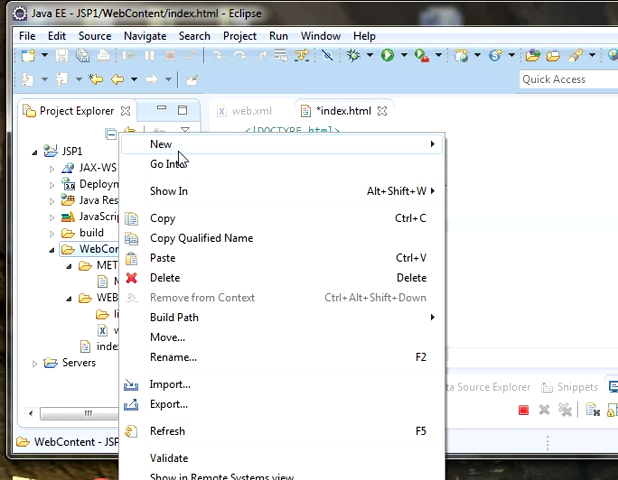 Java EE - JSP1/WebContent/index.html - Eclipse
File Edit Source Navigate Search Project Run Window Help
Quick Access
Project Explorer
web.xml
*index.html
<!DOCTYPE html>
JSP1
JAX-WS
Deploym
Java Res
JavaScrip
build
WebCon
MET
M
WEB
li
w
inde
Servers
New
Go Into
Show In Alt+Shift+W
Copy Ctrl+C
Copy Qualified Name
Paste Ctrl+V
Delete Delete
Remove from Context Ctrl+Alt+Shift+Down
Build Path
Move...
Rename... F2
Import...
Export...
Refresh F5
Validate
Show in Remote Systems view
ta Source Explorer
Snippets
WebContent - JSP